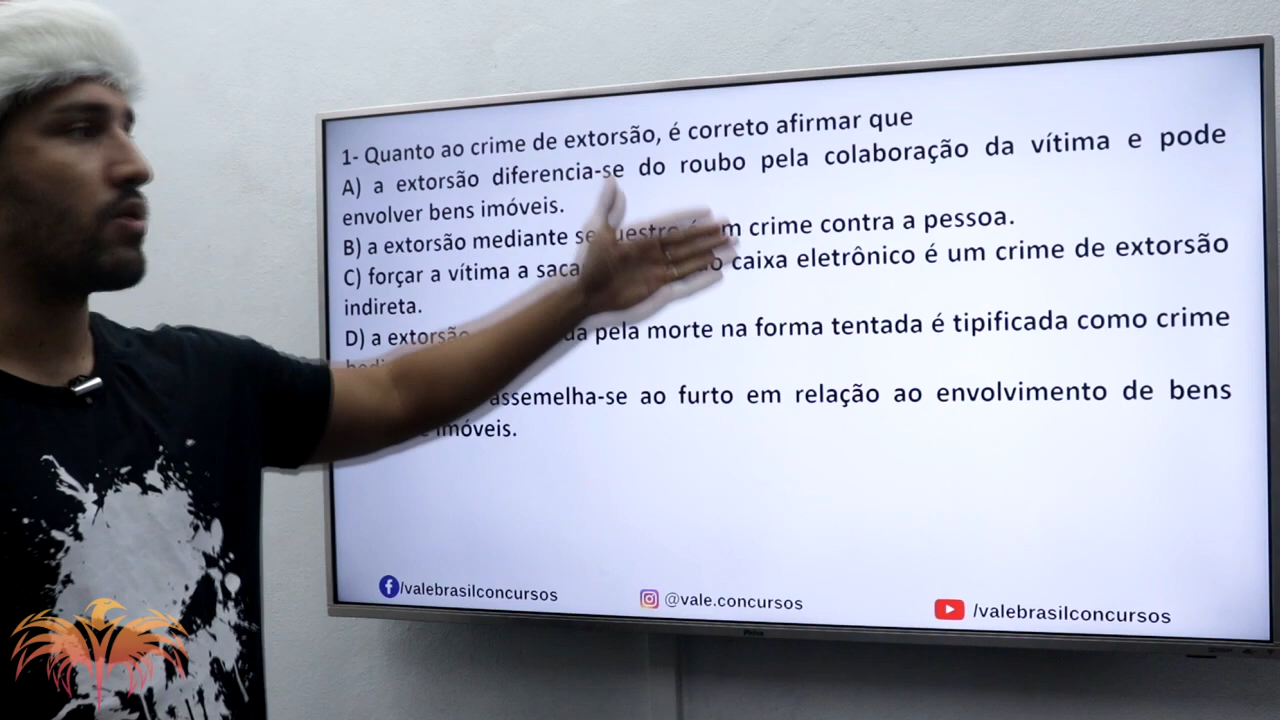 1- Quanto ao crime de extorsão, é correto afirmar que
A) a extorsão diferencia-se do roubo pela colaboração da vítima e pode
envolver bens imóveis.
B) a extorsão mediante crime contra a pessoa.
C) forçar a vítima a caixa eletrônico é um crime de extorsão
indireta.
D) a extorsão pela morte na forma tentada é tipificada como crime
assemelha-se ao furto em relação ao envolvimento de bens
imóveis.
/valebrasilconcursos
@vale.concursos
/valebrasilconcursos
Philco